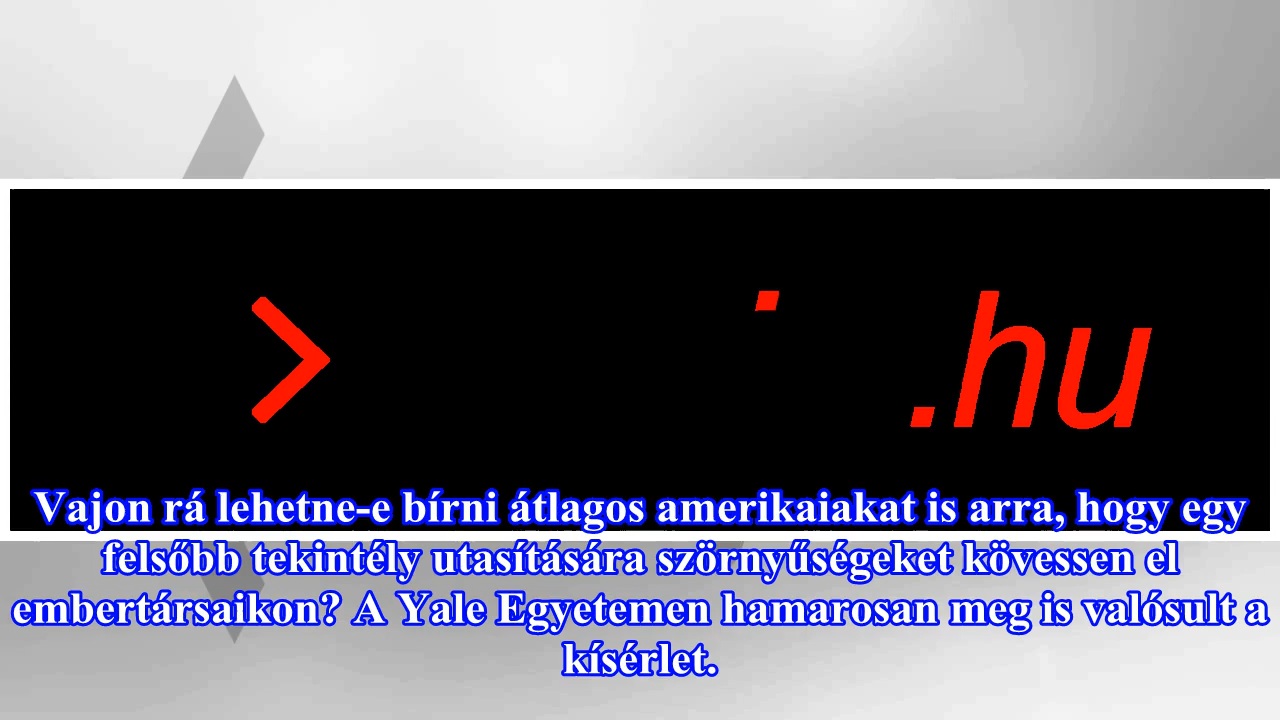 .hu
Vajon rá lehetne-e bírni átlagos amerikaiakat is arra, hogy egy
felsőbb tekintély utasítására szörnyűségeket kövessen el
embertársaikon? A Yale Egyetemen hamarosan meg is valósult a
kísérlet.